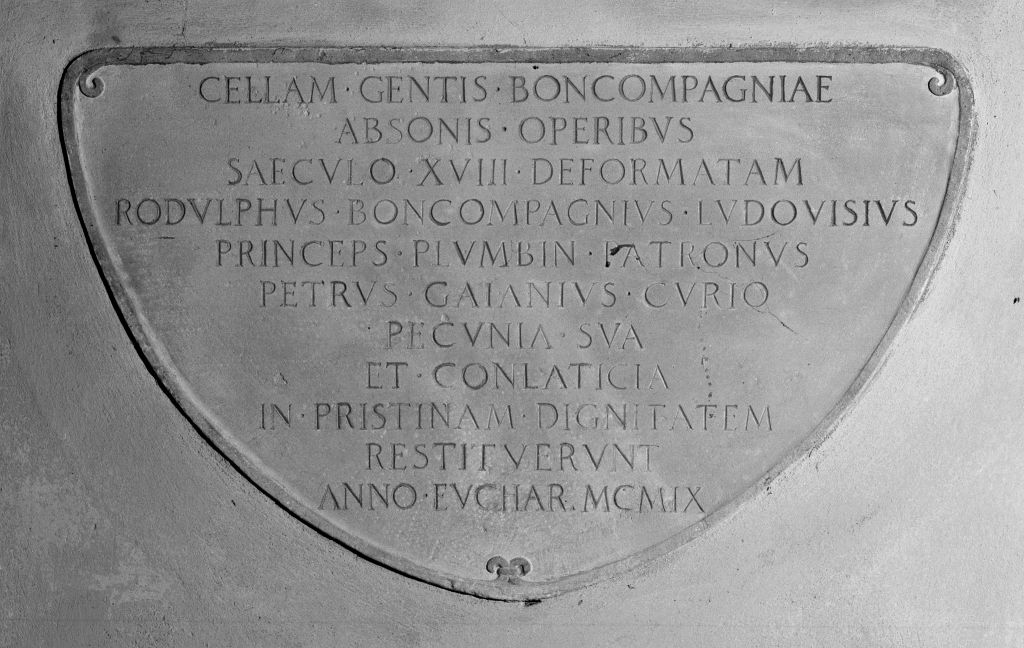 CELLAM · GENTIS · BONCOMPAGNIAE
ABSONIS · OPERIBVS
SAECVLO · XVIII · DEFORMATAM
RODVLPHVS · BONCOMPAGNIVS · LVDOVISIVS
PRINCEPS · PLVMBIN · PATRONVS
PETRVS · GAIANIVS · CVRIO
PECVNIA · SVA
ET · CONLATICIA
IN · PRISTINAM · DIGNITATEM
RESTITVERVNT
ANNO · EVCHAR. MCMIX